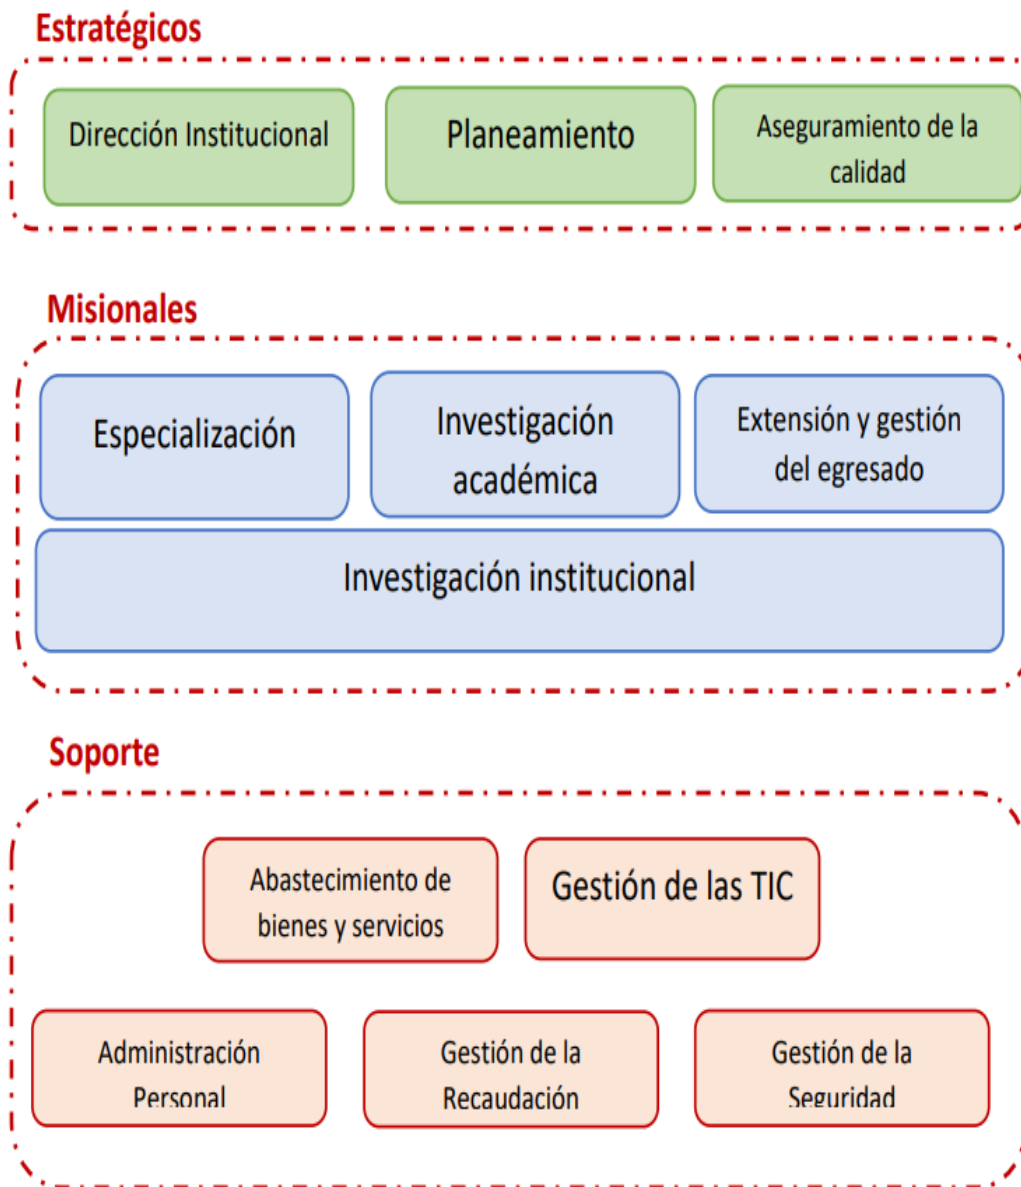 Estratégicos
Dirección Institucional
Planeamiento
Aseguramiento de la
calidad
Misionales
Especialización
Investigación
académica
Extensión y gestión
del egresado
Investigación institucional
Soporte
Abastecimiento de
bienes y servicios
Gestión de las TIC
Administración
Personal
Gestión de la
Recaudación
Gestión de la
Seguridad